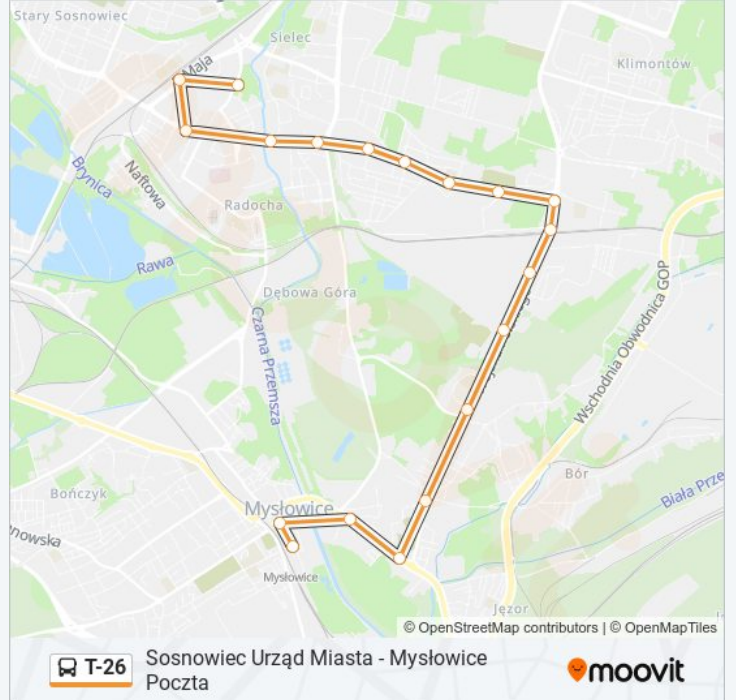 Stary Sosnowiec
Sielec
Maja
Klimontów
Brynica
Naftowa
Radocha
Rawa
Dębowa Góra
Wschodnia Obwodnica GOP
Czarna Przemsza
Bór
Bończyk
Mysłowice
Biała Prze
nowska
Mysłowice
Jęzor
© OpenStreetMap contributors | © OpenMapTiles
T-26
Sosnowiec Urząd Miasta - Mysłowice
Poczta
moovit